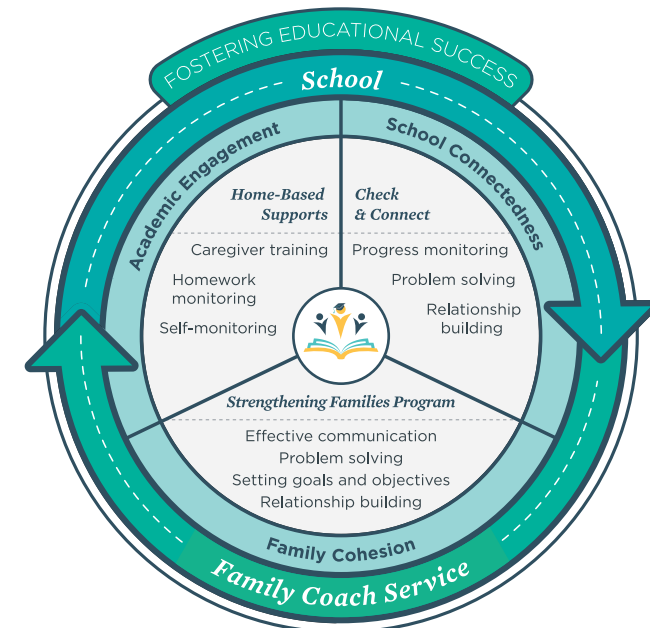 FOSTERING EDUCATIONAL SUCCESS
School
Academic Engagement
School Connectedness
Home-Based
Supports
Caregiver training
Homework
monitoring
Self-monitoring
Check
& Connect
Progress monitoring
Problem solving
Relationship
building
Strengthening Families Program
Effective communication
Problem solving
Setting goals and objectives
Relationship building
Family Cohesion
Family Coach Service